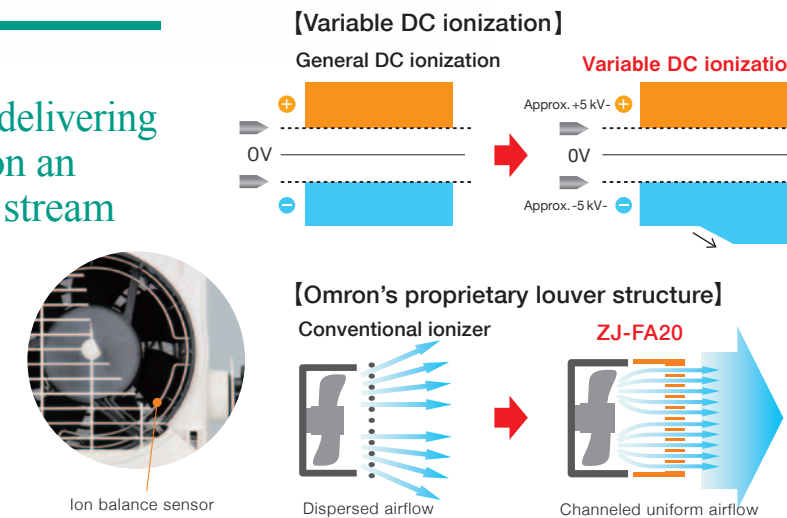 delivering
on an
stream
Ion balance sensor
【Variable DC ionization】
General DC ionization
Variable DC ionizatio
+
0V
−
Approx. +5 kV- +
0V
Approx. -5 kV- −
【Omron's proprietary louver structure】
Conventional ionizer
ZJ-FA20
Dispersed airflow
Channeled uniform airflow